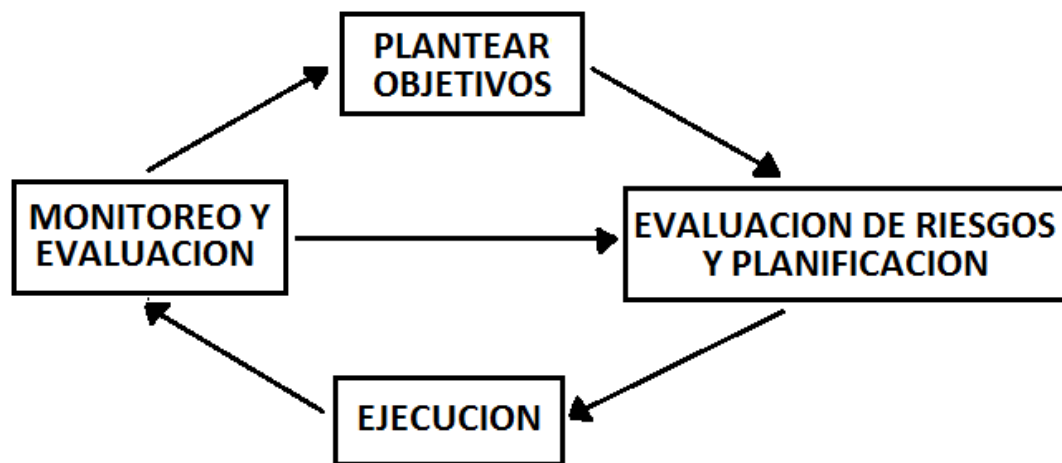 PLANTEAR
OBJETIVOS
MONITOREO Y
EVALUACION
EVALUACION DE RIESGOS
Y PLANIFICACION
EJECUCION